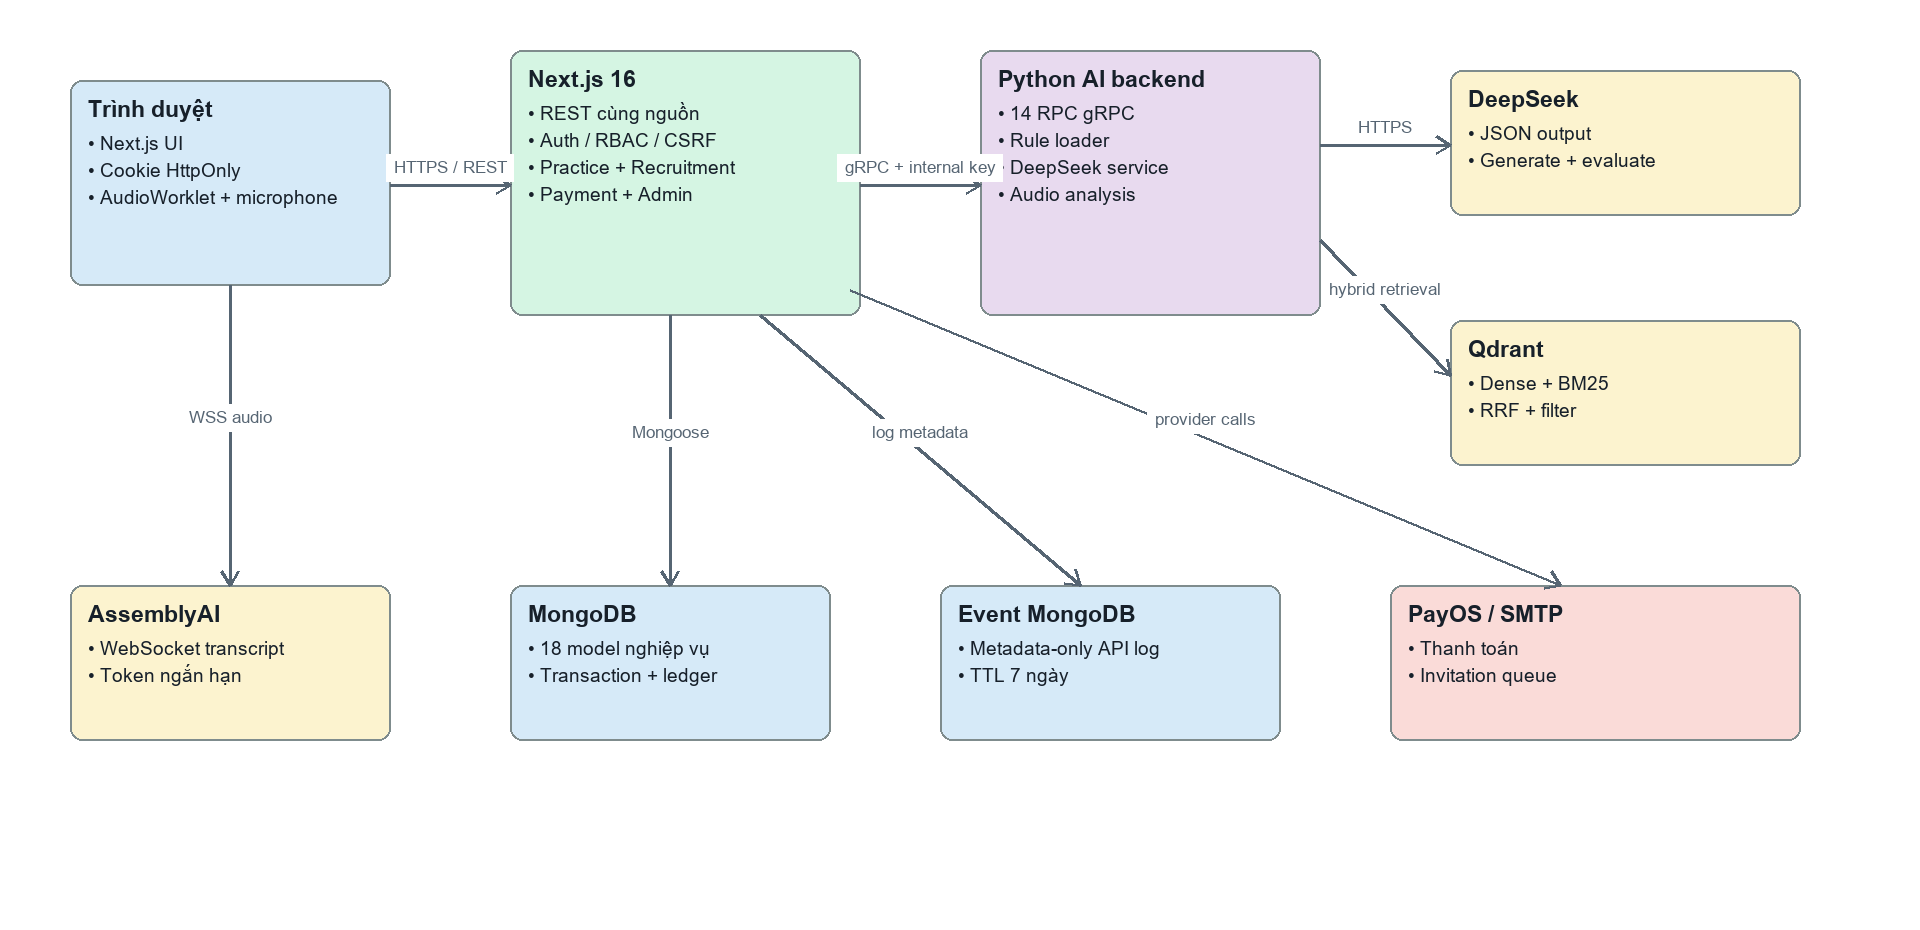 Trình duyệt
• Next.js UI
• Cookie HttpOnly
• AudioWorklet + microphone
HTTPS / REST
Next.js 16
• REST cùng nguồn
• Auth / RBAC / CSRF
• Practice + Recruitment
• Payment + Admin
gRPC + internal key
Python AI backend
• 14 RPC gRPC
• Rule loader
• DeepSeek service
• Audio analysis
HTTPS
DeepSeek
• JSON output
• Generate + evaluate
hybrid retrieval
Qdrant
• Dense + BM25
• RRF + filter
WSS audio
Mongoose
log metadata
provider calls
AssemblyAI
• WebSocket transcript
• Token ngắn hạn
MongoDB
• 18 model nghiệp vụ
• Transaction + ledger
Event MongoDB
• Metadata-only API log
• TTL 7 ngày
PayOS / SMTP
• Thanh toán
• Invitation queue